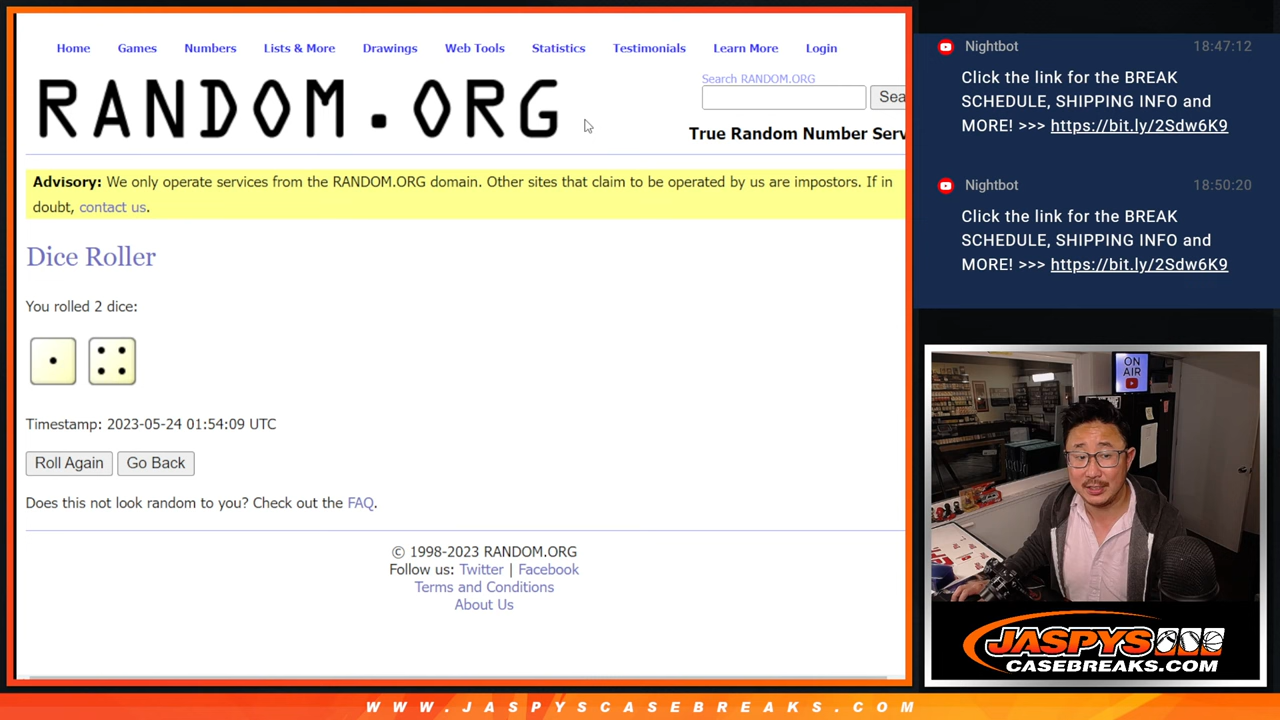 Home Games Numbers Lists & More Drawings Web Tools Statistics Testimonials Learn More Login
RANDOM.ORG
Search RANDOM.ORG
Sea
True Random Number Serv
Advisory: We only operate services from the RANDOM.ORG domain. Other sites that claim to be operated by us are impostors. If in
doubt, contact us.
Dice Roller
You rolled 2 dice:
Timestamp: 2023-05-24 01:54:09 UTC
Roll Again Go Back
Does this not look random to you? Check out the FAQ.
© 1998-2023 RANDOM.ORG
Follow us: Twitter | Facebook
Terms and Conditions
About Us
Nightbot 18:47:12
Click the link for the BREAK
SCHEDULE, SHIPPING INFO and
MORE! >>> https://bit.ly/2Sdw6K9
Nightbot 18:50:20
Click the link for the BREAK
SCHEDULE, SHIPPING INFO and
MORE! >>> https://bit.ly/2Sdw6K9
ON
AIR
JASPYS
CASEBREAKS.COM
WWW.JASPYSCASEBREAKS.COM